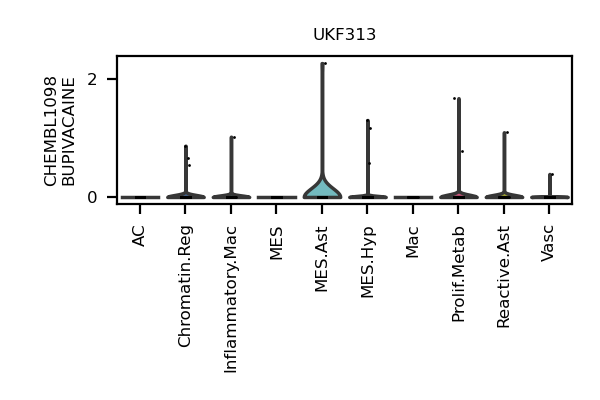 UKF313
CHEMBL1098
BUPIVACAINE
2
0
AC
Chromatin.Reg
Inflammatory.Mac
MES
MES.Ast
MES.Hyp
Mac
Prolif.Metab
Reactive.Ast
Vasc